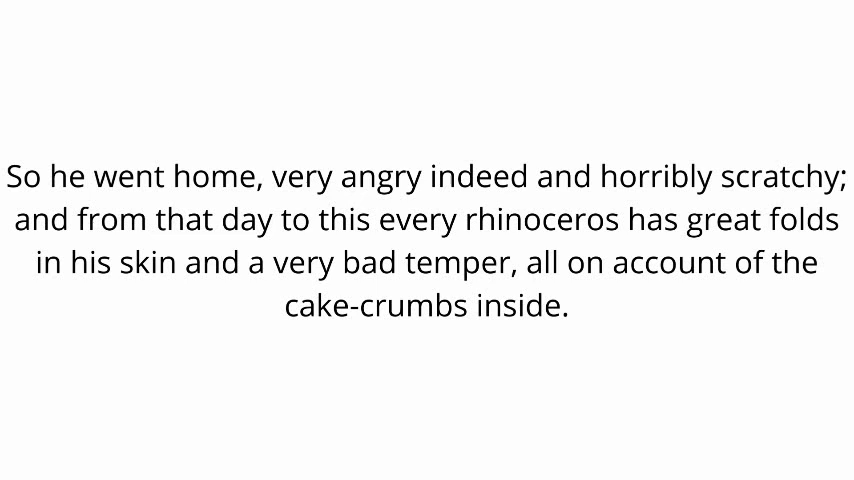 So he went home, very angry indeed and horribly scratchy;
and from that day to this every rhinoceros has great folds
in his skin and a very bad temper, all on account of the
cake-crumbs inside.